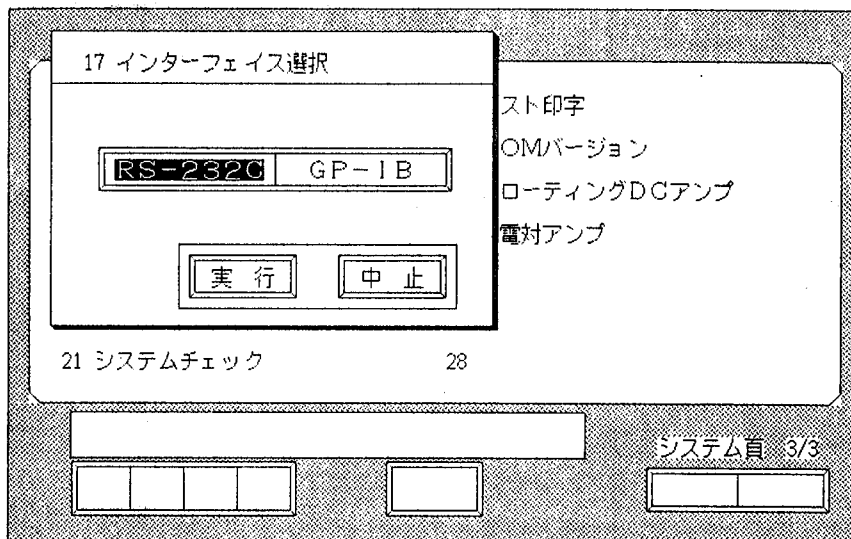 17 インターフェイス選択
RS-232C GP-IB
実行 中止
スト印字
OMバージョン
ローティングDCアンプ
電対アンプ
21 システムチェック 28
システム頁 3/3